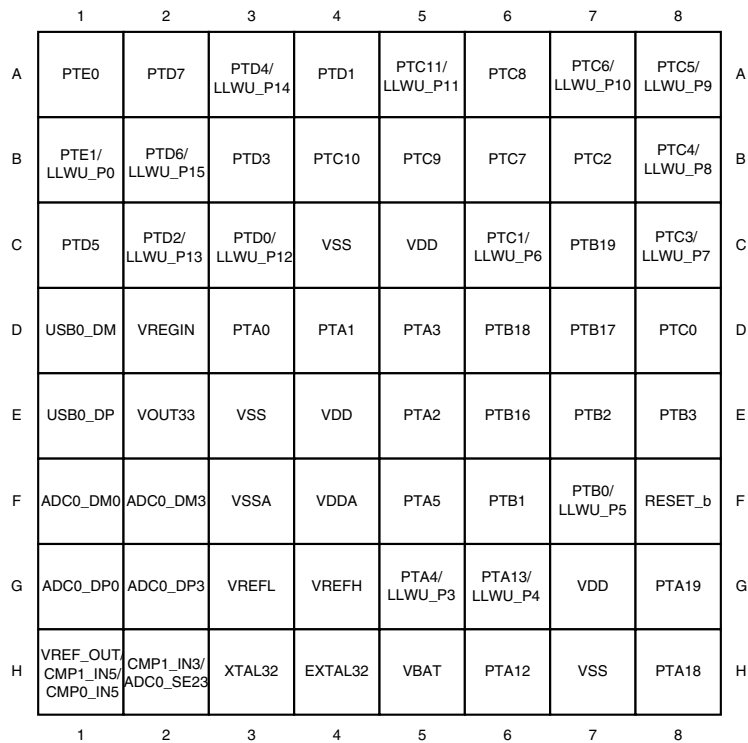 1 2 3 4 5 6 7 8
A PTE0 PTD7 PTD4/ LLWU_P14 PTD1 PTC11/ LLWU_P11 PTC8 PTC6/ LLWU_P10 PTC5/ LLWU_P9 A
B PTE1/ LLWU_P0 PTD6/ LLWU_P15 PTD3 PTC10 PTC9 PTC7 PTC2 PTC4/ LLWU_P8 B
C PTD5 PTD2/ LLWU_P13 PTD0/ LLWU_P12 VSS VDD PTC1/ LLWU_P6 PTB19 PTC3/ LLWU_P7 C
D USB0_DM VREGIN PTA0 PTA1 PTA3 PTB18 PTB17 PTC0 D
E USB0_DP VOUT33 VSS VDD PTA2 PTB16 PTB2 PTB3 E
F ADC0_DM0 ADC0_DM3 VSSA VDDA PTA5 PTB1 PTB0/ LLWU_P5 RESET_b F
G ADC0_DP0 ADC0_DP3 VREFL VREFH PTA4/ LLWU_P3 PTA13/ LLWU_P4 VDD PTA19 G
H VREF_OUT/ CMP1_IN5/ CMP0_IN5 CMP1_IN3/ ADC0_SE23 XTAL32 EXTAL32 VBAT PTA12 VSS PTA18 H
1 2 3 4 5 6 7 8